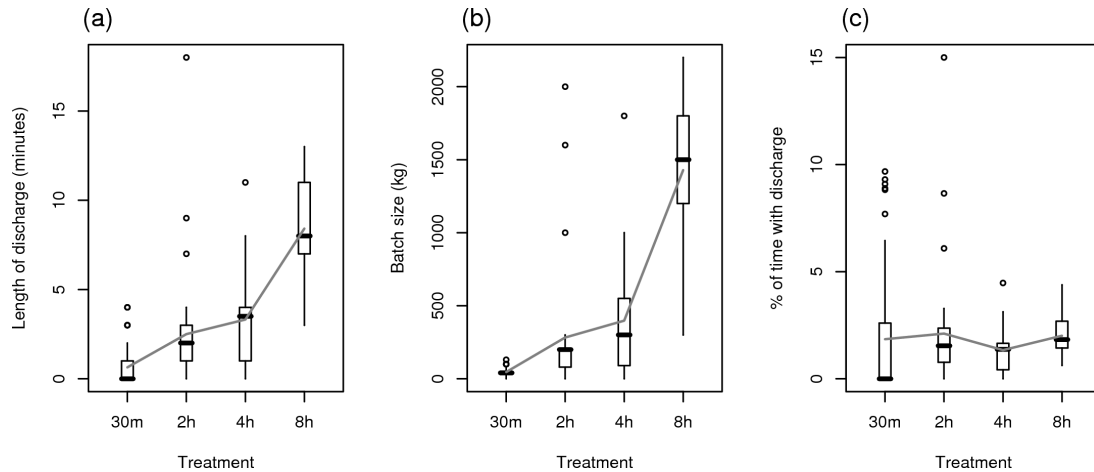 (a)
Length of discharge (minutes)
15
10
5
0
30m 2h 4h 8h
Treatment
(b)
Batch size (kg)
2000
1500
1000
500
0
30m 2h 4h 8h
Treatment
(c)
% of time with discharge
15
10
5
0
30m 2h 4h 8h
Treatment